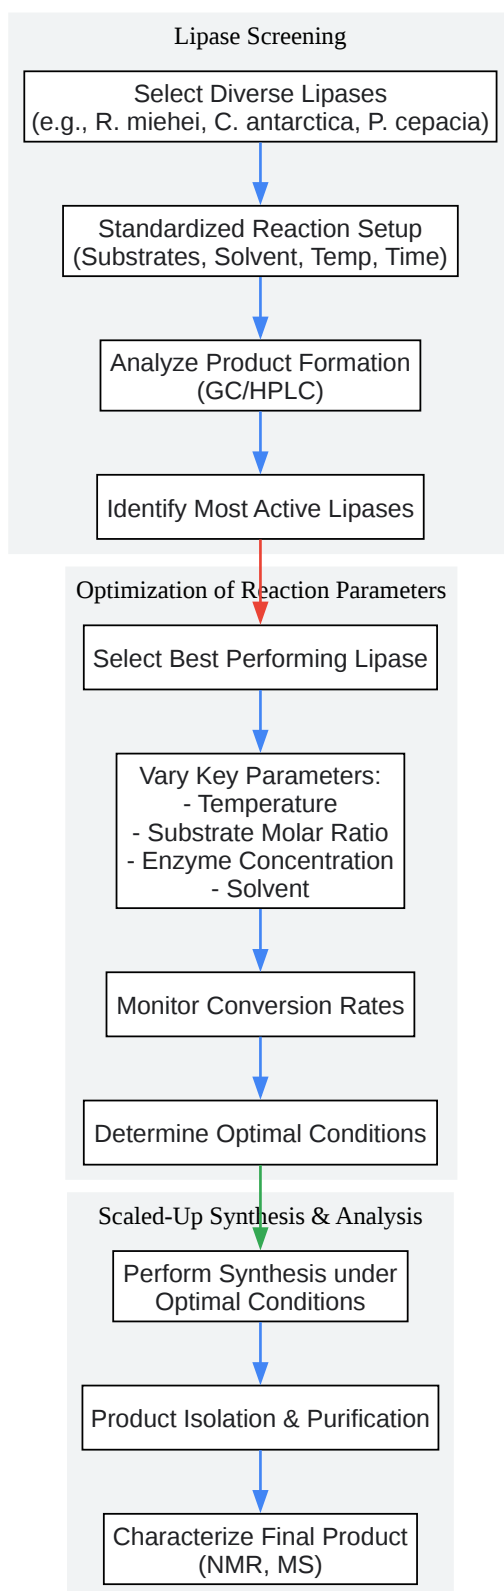 Lipase Screening
Select Diverse Lipases
(e.g., R. miehei, C. antarctica, P. cepacia)
Standardized Reaction Setup
(Substrates, Solvent, Temp, Time)
Analyze Product Formation
(GC/HPLC)
Identify Most Active Lipases
Optimization of Reaction Parameters
Select Best Performing Lipase
Vary Key Parameters:
- Temperature
- Substrate Molar Ratio
- Enzyme Concentration
- Solvent
Monitor Conversion Rates
Determine Optimal Conditions
Scaled-Up Synthesis & Analysis
Perform Synthesis under
Optimal Conditions
Product Isolation & Purification
Characterize Final Product
(NMR, MS)